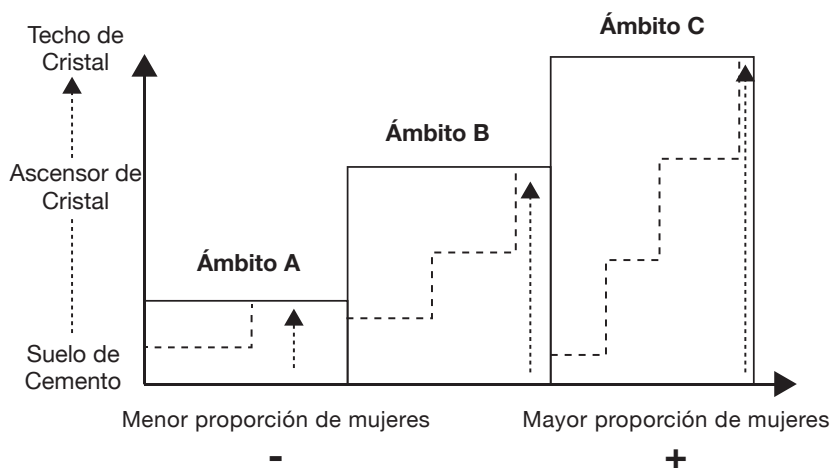 Techo de
Cristal
Ámbito C
Ámbito B
Ascensor de
Cristal
Ámbito A
Suelo de
Cemento
Menor proporción de mujeres
Mayor proporción de mujeres
-
+